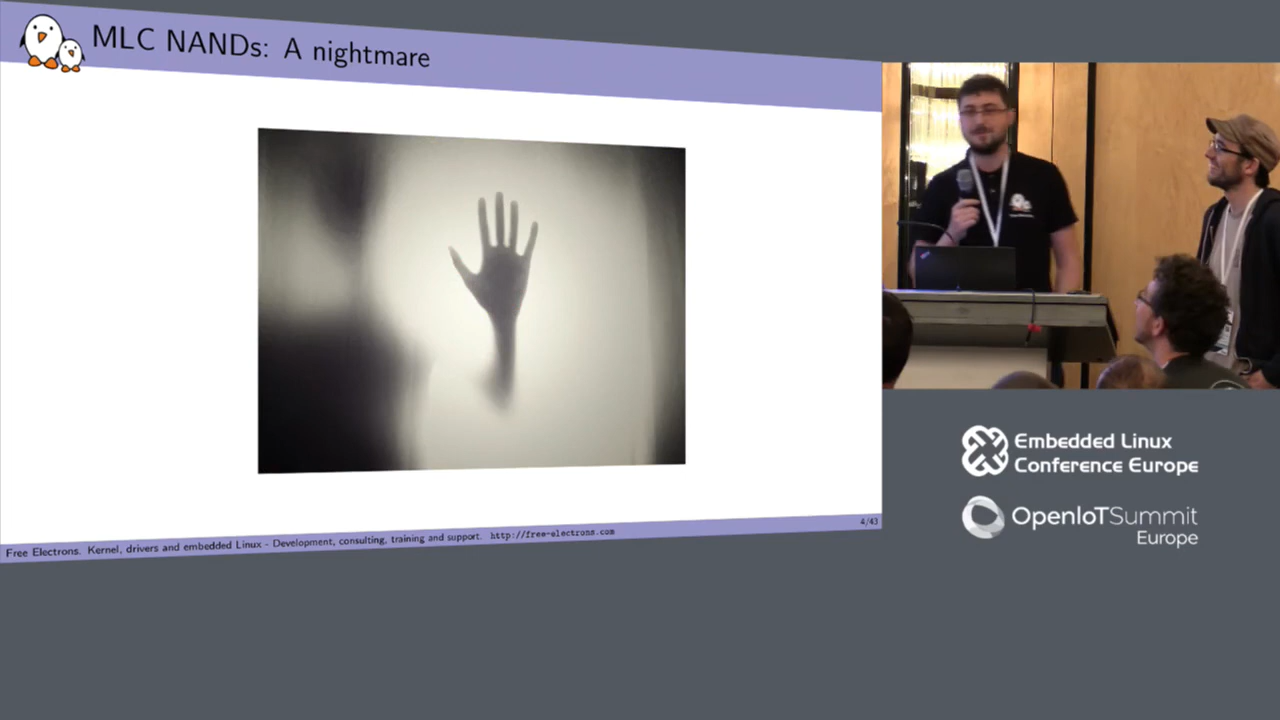 MLC NANDs: A nightmare
Free Electrons. Kernel, drivers and embedded Linux - Development, consulting, training and support. http://free-electrons.com
4/43
Embedded Linux
Conference Europe
OpenIoTSummit
Europe